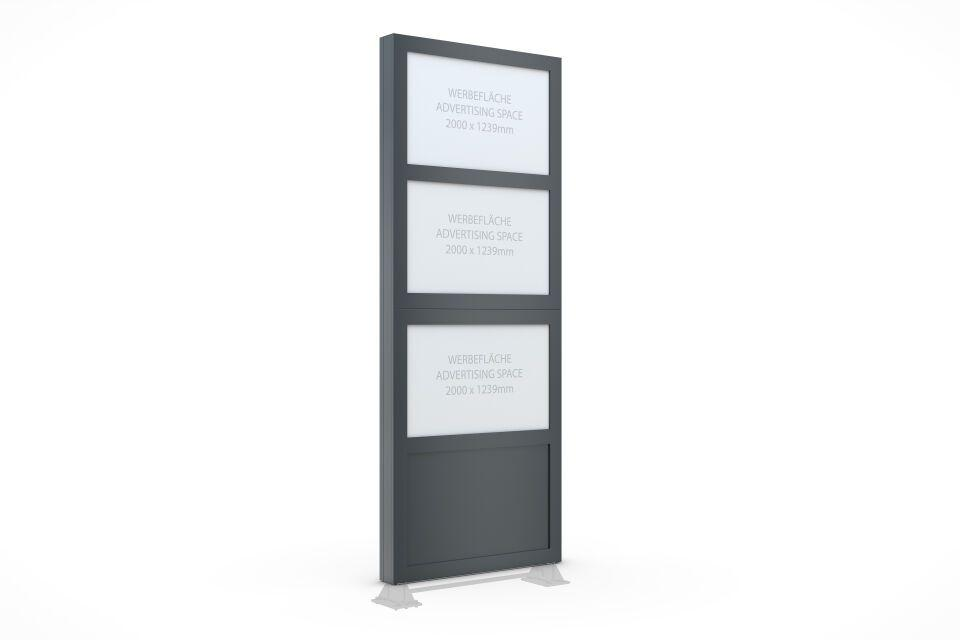 WERBEFLÄCHE
ADVERTISING SPACE
2000 x 1239mm
WERBEFLÄCHE
ADVERTISING SPACE
2000 x 1239mm
WERBEFLÄCHE
ADVERTISING SPACE
2000 x 1239mm